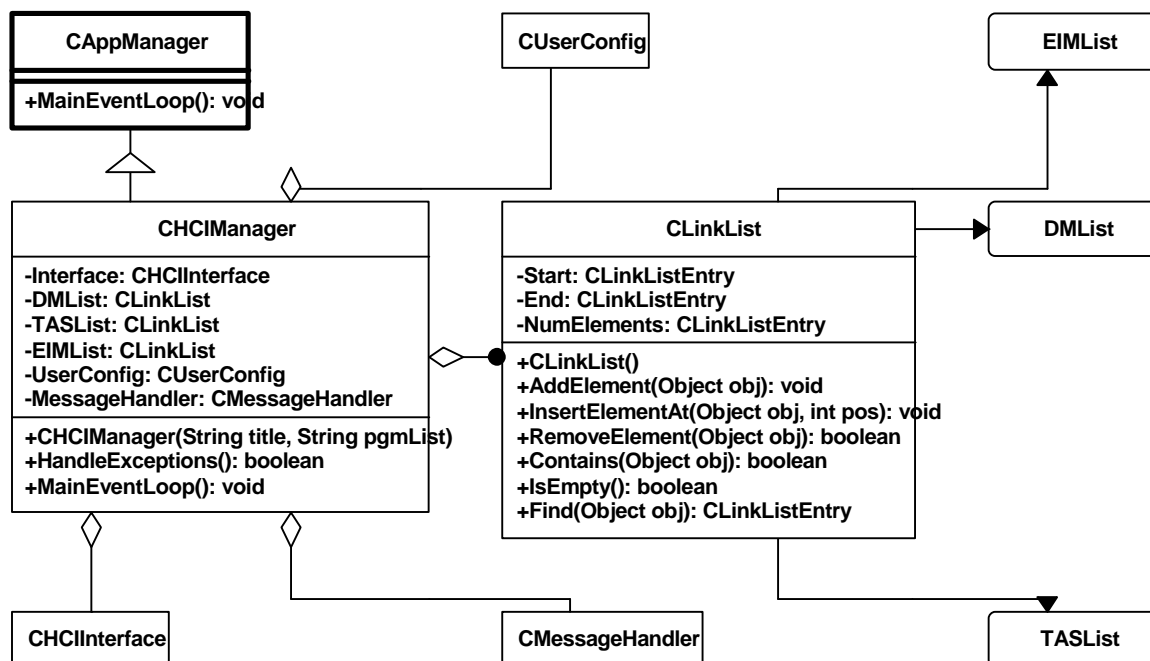 CAppManager
+MainEventLoop(): void
CUserConfig
EIMList
CHCIManager
-Interface: CHCIInterface
-DMList: CLinkList
-TASList: CLinkList
-EIMList: CLinkList
-UserConfig: CUserConfig
-MessageHandler: CMessageHandler
+CHCIManager(String title, String pgmList)
+HandleExceptions(): boolean
+MainEventLoop(): void
CLinkList
-Start: CLinkListEntry
-End: CLinkListEntry
-NumElements: CLinkListEntry
+CLinkList()
+AddElement(Object obj): void
+InsertElementAt(Object obj, int pos): void
+RemoveElement(Object obj): boolean
+Contains(Object obj): boolean
+IsEmpty(): boolean
+Find(Object obj): CLinkListEntry
DMList
CHCIInterface
CMessageHandler
TASList